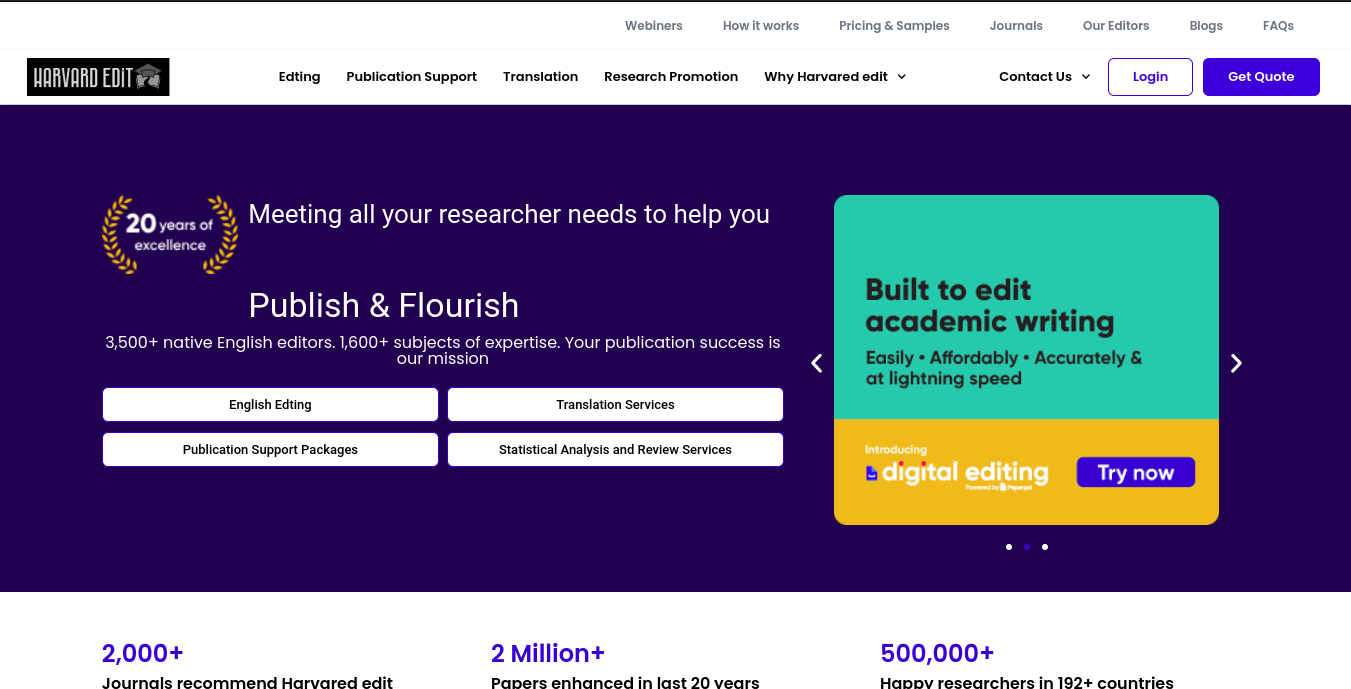 Webiners How it works Pricing & Samples Journals Our Editors Blogs FAQs
HARVARD EDIT
Edting Publication Support Translation Research Promotion Why Harvared edit Contact Us Login Get Quote
20 years of
excellence
Meeting all your researcher needs to help you
Publish & Flourish
3,500+ native English editors. 1,600+ subjects of expertise. Your publication success is
our mission
English Edting Translation Services
Publication Support Packages Statistical Analysis and Review Services
Built to edit
academic writing
Easily • Affordably • Accurately &
at lightning speed
Introducing
digital editing
Powered by Paperpal
Try now
2,000+ 2 Million+ 500,000+
Journals recommend Harvared edit Papers enhanced in last 20 years Happy researchers in 192+ countries